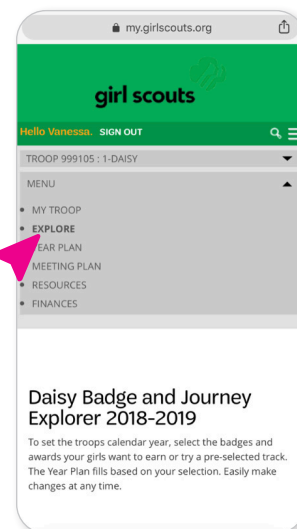 my.girlscouts.org
girl scouts
Hello Vanessa. SIGN OUT
TROOP 999105 : 1-DAISY
MENU
MY TROOP
EXPLORE
YEAR PLAN
MEETING PLAN
RESOURCES
FINANCES
Daisy Badge and Journey
Explorer 2018-2019
To set the troops calendar year, select the badges and
awards your girls want to earn or try a pre-selected track.
The Year Plan fills based on your selection. Easily make
changes at any time.